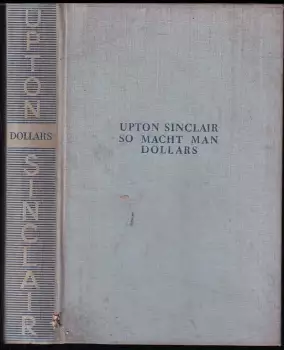 UPTON SINCLAIR
DOLLARS
UPTON SINCLAIR
SO MACHT MAN
DOLLARS